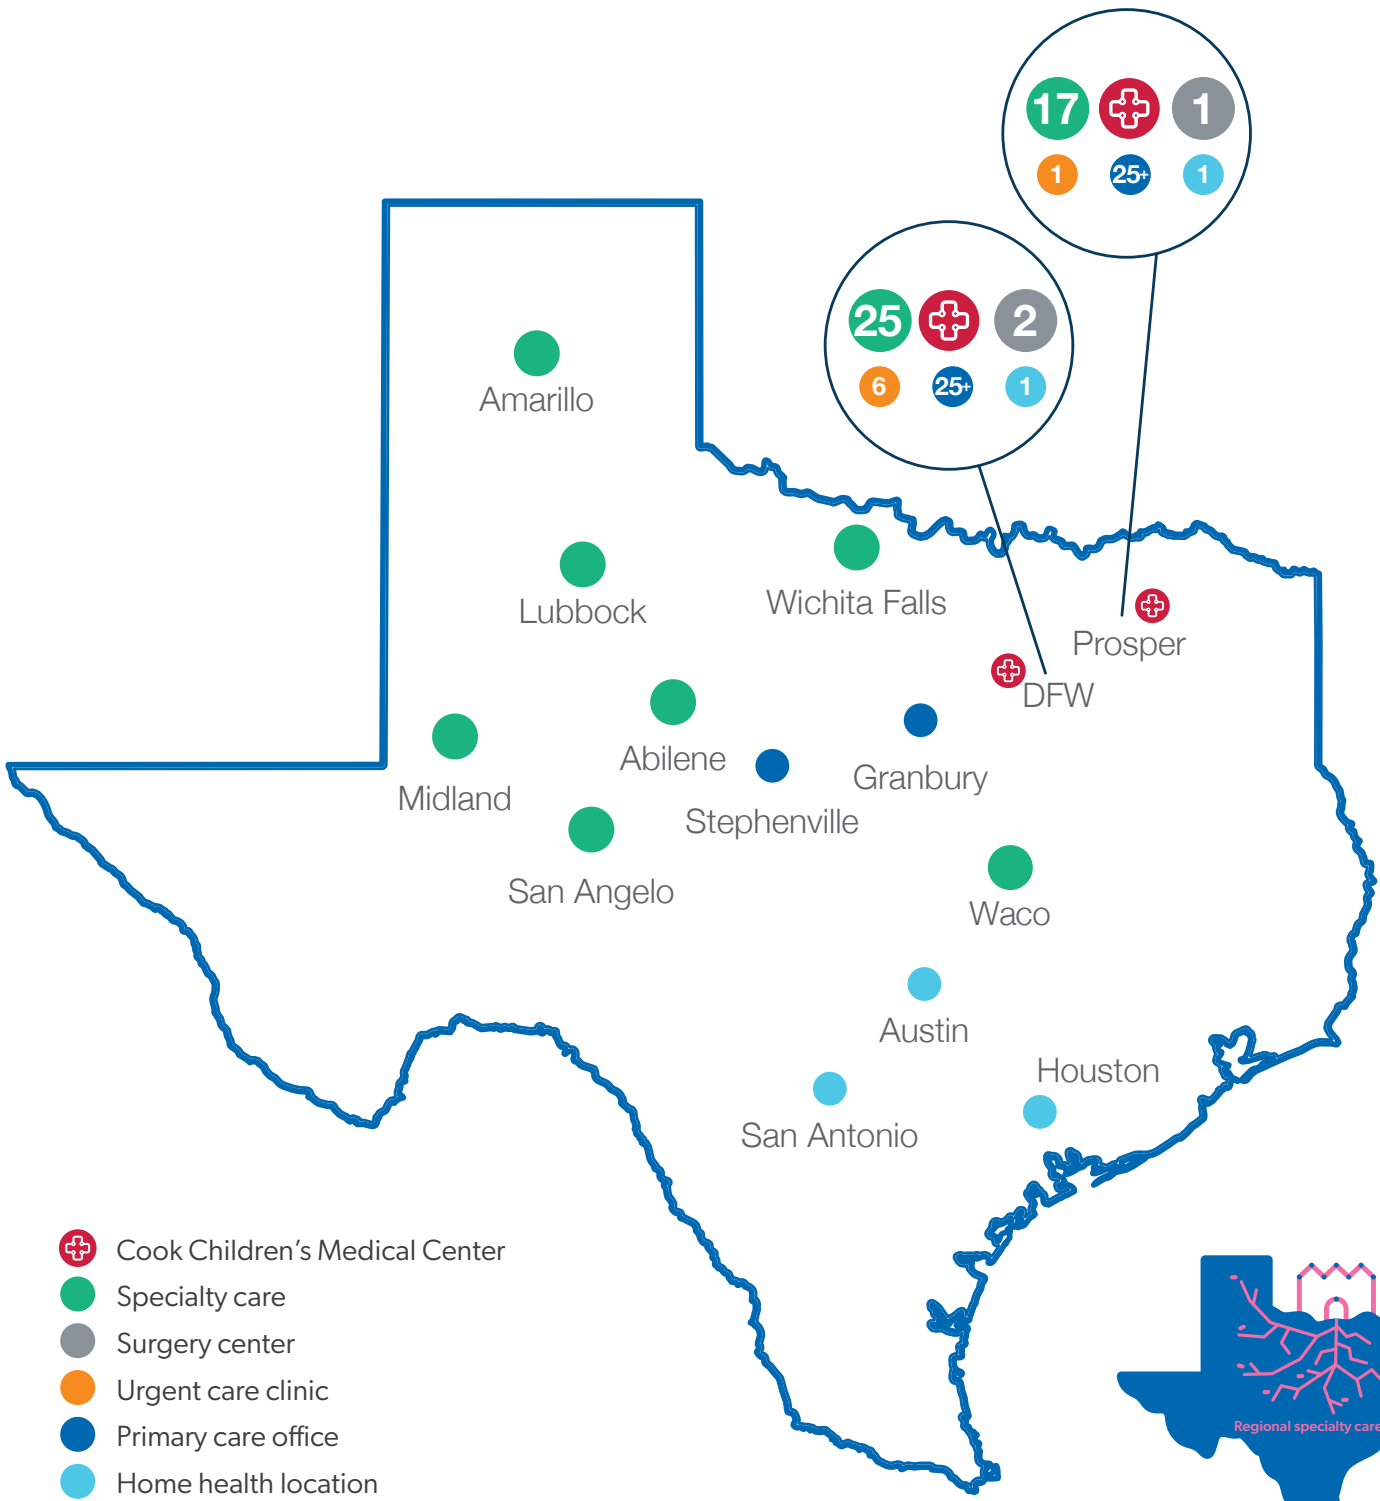 17 1
1 25+ 1
25 2
6 25+ 1
Amarillo
Lubbock
Wichita Falls
Prosper
DFW
Abilene
Midland
Granbury
Stephenville
San Angelo
Waco
Austin
Houston
San Antonio
Cook Children's Medical Center
Specialty care
Surgery center
Urgent care clinic
Primary care office
Home health location
Regional specialty care